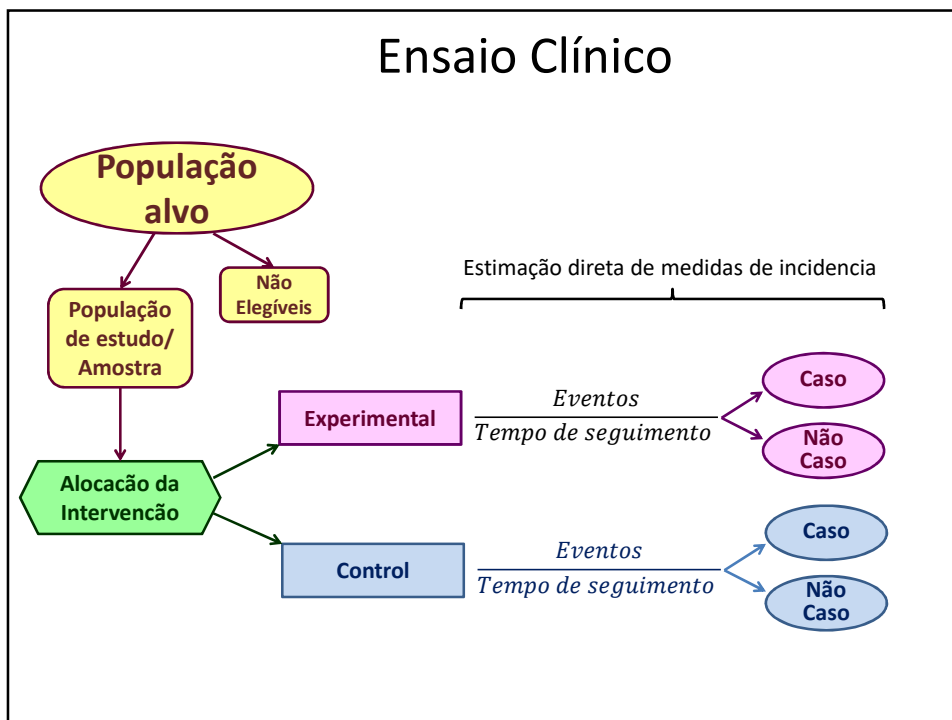 Ensaio Clínico
População
alvo
Não
Elegíveis
População
de estudo/
Amostra
Estimação direta de medidas de incidencia
Alocacão da
Intervencão
Experimental
Eventos
Tempo de seguimento
Caso
Não
Caso
Control
Eventos
Tempo de seguimento
Caso
Não
Caso